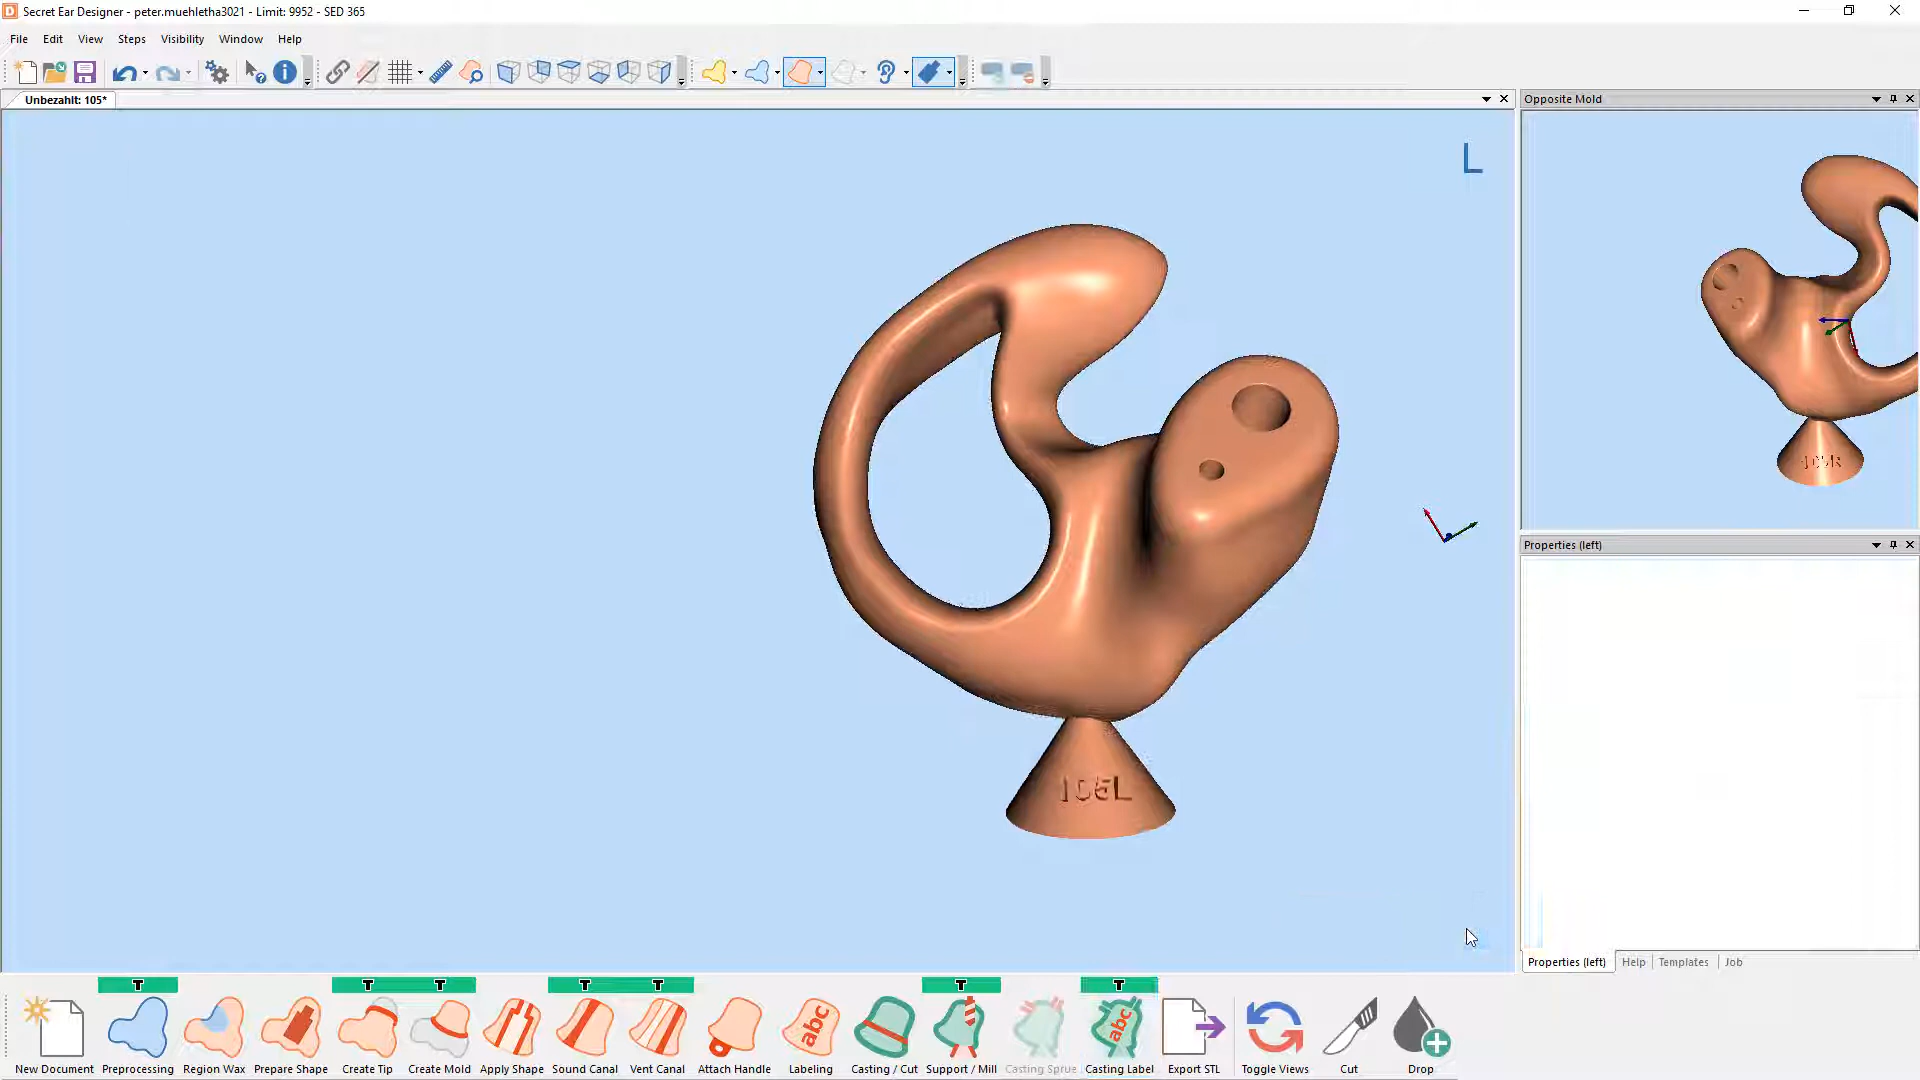 Secret Ear Designer - peter.muehletha3021 - Limit: 9952 - SED 365
File Edit View Steps Visibility Window Help
Unbezahlt: 105*
Opposite Mold
L
105R
Properties (left)
105L
Properties (left) Help Templates Job
T T T T T T T
abc abc
New Document Preprocessing Region Wax Prepare Shape Create Tip Create Mold Apply Shape Sound Canal Vent Canal Attach Handle Labeling Casting / Cut Support / Mill Casting Sprue Casting Label Export STL Toggle Views Cut Drop